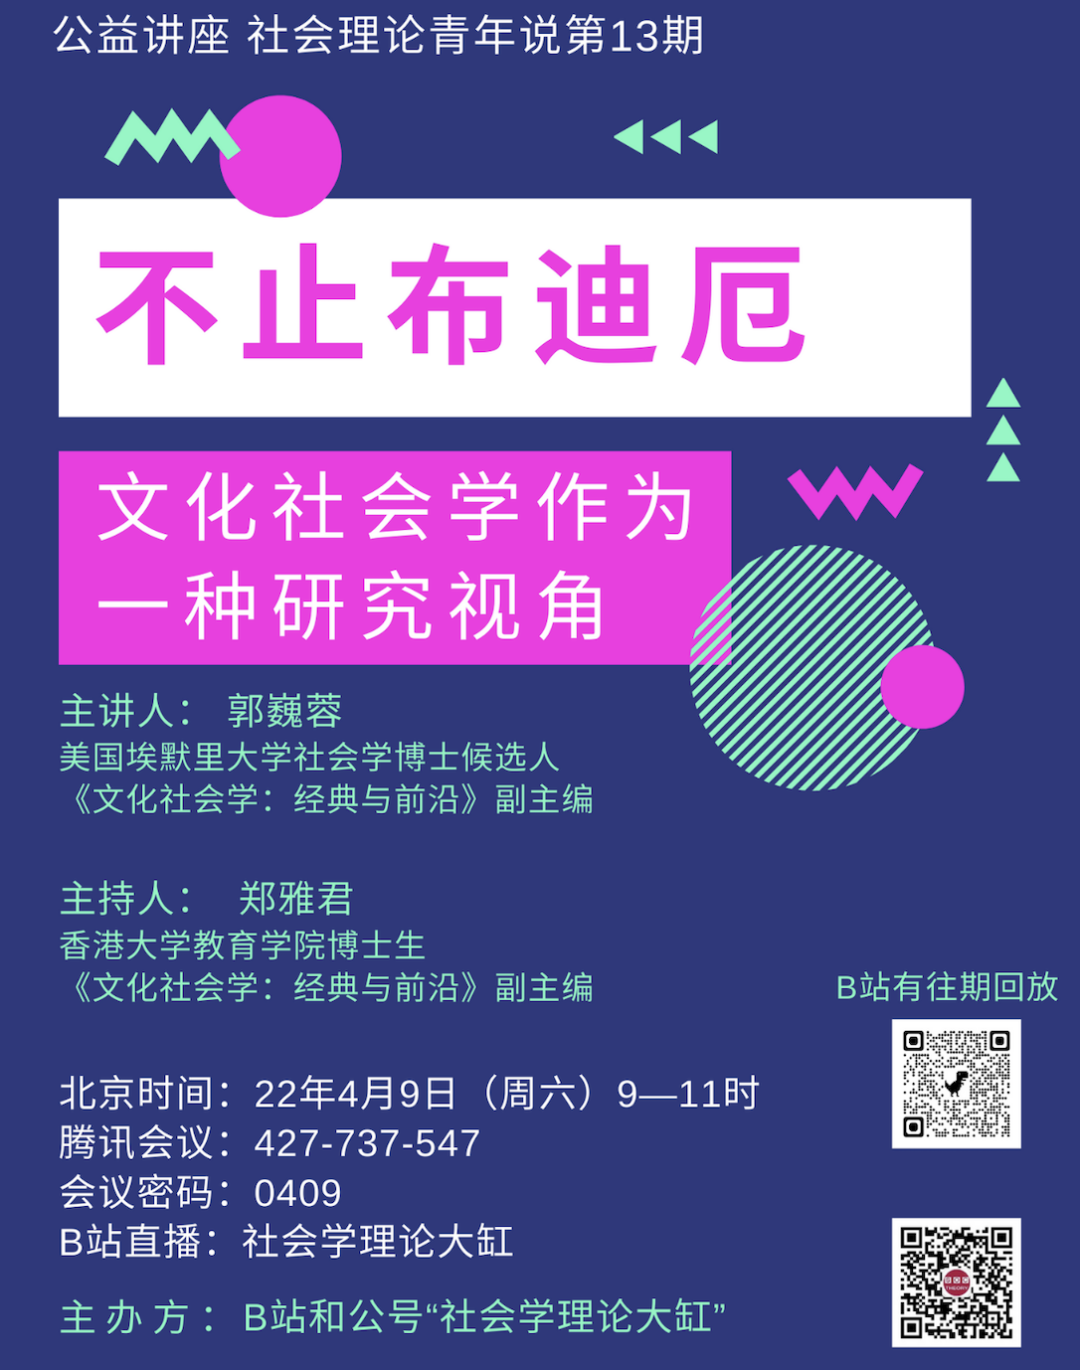 公益讲座 社会理论青年说第13期
不止布迪厄
文化社会学作为
一种研究视角
主讲人： 郭巍蓉
美国埃默里大学社会学博士候选人
《文化社会学：经典与前沿》副主编
主持人： 郑雅君
香港大学教育学院博士生
《文化社会学：经典与前沿》副主编
B站有往期回放
北京时间：22年4月9日（周六）9—11时
腾讯会议：427-737-547
会议密码：0409
B站直播：社会学理论大缸
主办方：B站和公号“社会学理论大缸”